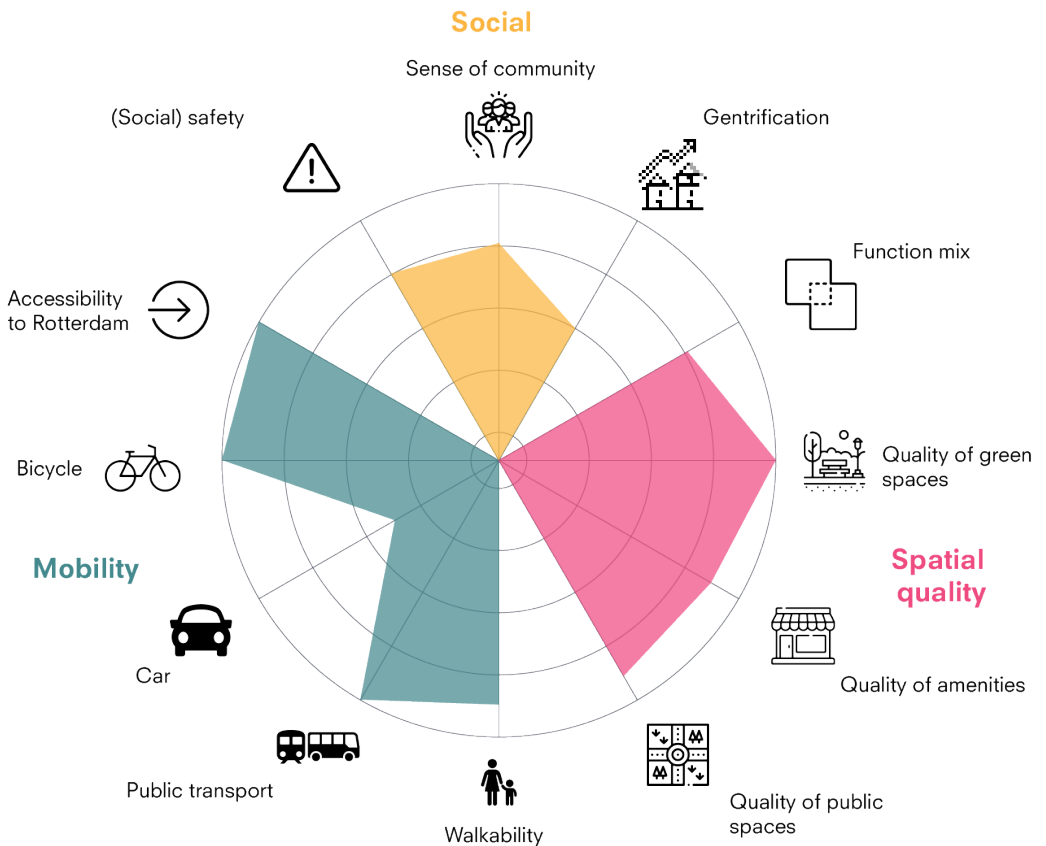 Social
Sense of community
(Social) safety
Gentrification
Function mix
Accessibility
to Rotterdam
Bicycle
Quality of green
spaces
Mobility
Spatial
quality
Car
Quality of amenities
Public transport
Quality of public
spaces
Walkability